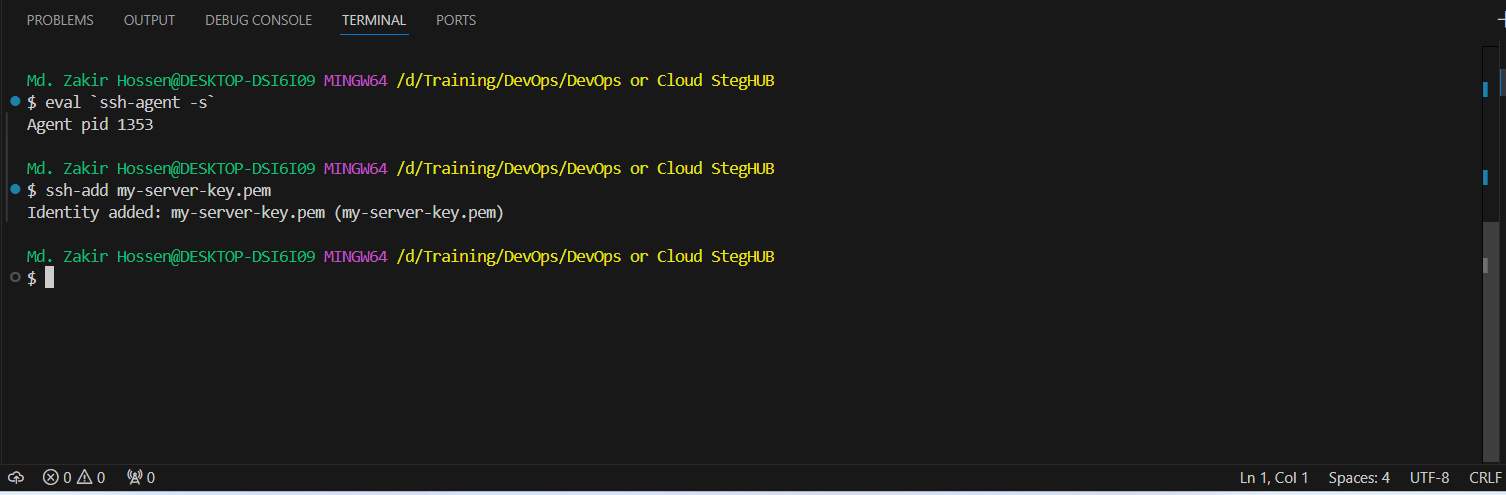 PROBLEMS OUTPUT DEBUG CONSOLE TERMINAL PORTS
Md. Zakir Hossen@DESKTOP-DSI6I09 MINGW64 /d/Training/DevOps/DevOps or Cloud StegHUB
$ eval `ssh-agent -s`
Agent pid 1353
Md. Zakir Hossen@DESKTOP-DSI6I09 MINGW64 /d/Training/DevOps/DevOps or Cloud StegHUB
$ ssh-add my-server-key.pem
Identity added: my-server-key.pem (my-server-key.pem)
Md. Zakir Hossen@DESKTOP-DSI6I09 MINGW64 /d/Training/DevOps/DevOps or Cloud StegHUB
$
0 0 0 Ln 1, Col 1 Spaces: 4 UTF-8 CRLF